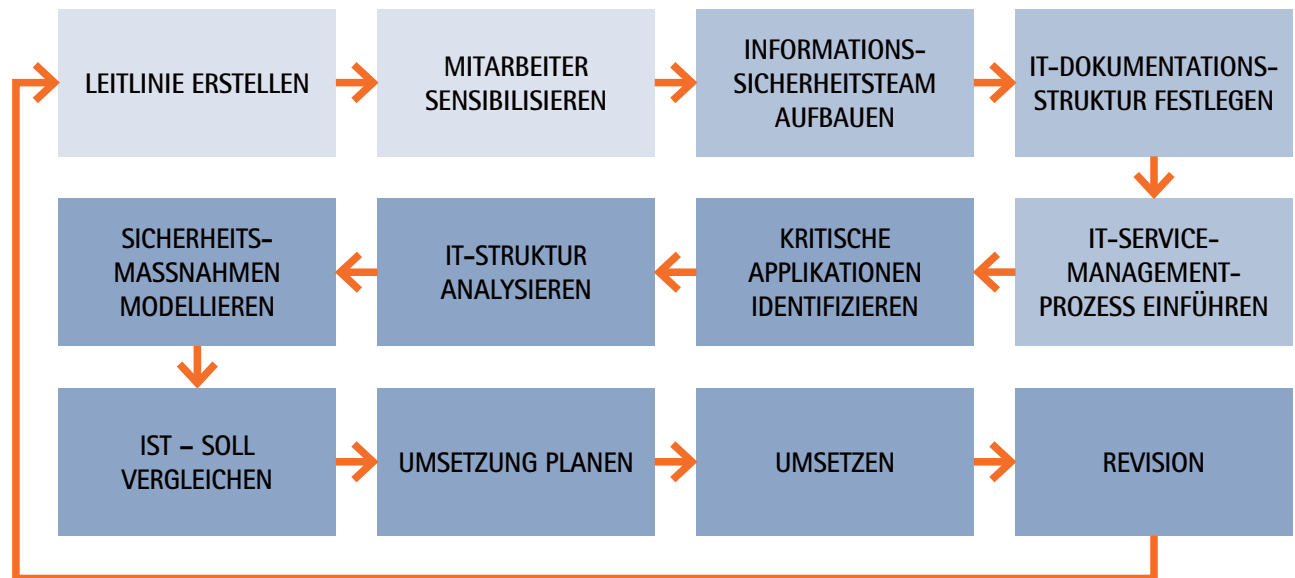 LEITLINIE ERSTELLEN
MITARBEITER
SENSIBILISIEREN
INFORMATIONS-
SICHERHEITSTEAM
AUFBAUEN
IT-DOKUMENTATIONS-
STRUKTUR FESTLEGEN
IT-SERVICE-
MANAGEMENT-
PROZESS EINFÜHREN
KRITISCHE
APPLIKATIONEN
IDENTIFIZIEREN
IT-STRUKTUR
ANALYSIEREN
SICHERHEITS-
MASSNAHMEN
MODELLIEREN
IST – SOLL
VERGLEICHEN
UMSETZUNG PLANEN
UMSETZEN
REVISION